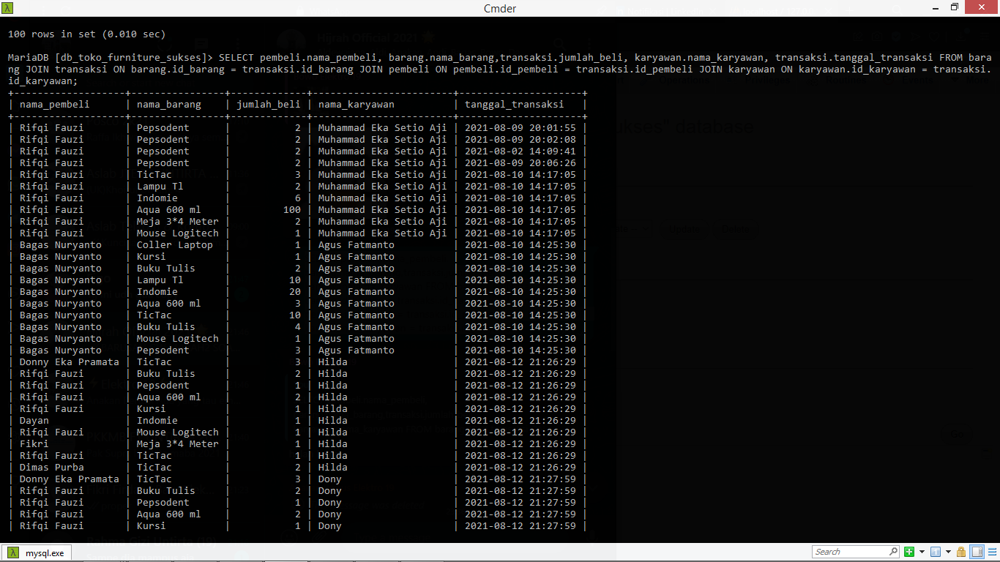 Cmder
100 rows in set (0.010 sec)
MariaDB [db_toko_furniture_sukses]> SELECT pembeli.nama_pembeli, barang.nama_barang,transaksi.jumlah_beli, karyawan.nama_karyawan, transaksi.tanggal_transaksi FROM bara
ng JOIN transaksi ON barang.id_barang = transaksi.id_barang JOIN pembeli ON pembeli.id_pembeli = transaksi.id_pembeli JOIN karyawan ON karyawan.id_karyawan = transaksi.
id_karyawan;
+-------------------+----------------+-------------+------------------------+---------------------+
| nama_pembeli | nama_barang | jumlah_beli | nama_karyawan | tanggal_transaksi |
+-------------------+----------------+-------------+------------------------+---------------------+
| Rifqi Fauzi | Pepsodent | 2 | Muhammad Eka Setio Aji | 2021-08-09 20:01:55 |
| Rifqi Fauzi | Pepsodent | 2 | Muhammad Eka Setio Aji | 2021-08-09 20:02:08 |
| Rifqi Fauzi | Pepsodent | 2 | Muhammad Eka Setio Aji | 2021-08-02 14:09:41 |
| Rifqi Fauzi | Pepsodent | 2 | Muhammad Eka Setio Aji | 2021-08-09 20:06:26 |
| Rifqi Fauzi | TicTac | 3 | Muhammad Eka Setio Aji | 2021-08-10 14:17:05 |
| Rifqi Fauzi | Lampu Tl | 2 | Muhammad Eka Setio Aji | 2021-08-10 14:17:05 |
| Rifqi Fauzi | Indomie | 6 | Muhammad Eka Setio Aji | 2021-08-10 14:17:05 |
| Rifqi Fauzi | Aqua 600 ml | 100 | Muhammad Eka Setio Aji | 2021-08-10 14:17:05 |
| Rifqi Fauzi | Meja 3*4 Meter | 2 | Muhammad Eka Setio Aji | 2021-08-10 14:17:05 |
| Rifqi Fauzi | Mouse Logitech | 1 | Muhammad Eka Setio Aji | 2021-08-10 14:17:05 |
| Bagas Nuryanto | Coller Laptop | 1 | Agus Fatmanto | 2021-08-10 14:25:30 |
| Bagas Nuryanto | Kursi | 1 | Agus Fatmanto | 2021-08-10 14:25:30 |
| Bagas Nuryanto | Buku Tulis | 2 | Agus Fatmanto | 2021-08-10 14:25:30 |
| Bagas Nuryanto | Lampu Tl | 10 | Agus Fatmanto | 2021-08-10 14:25:30 |
| Bagas Nuryanto | Indomie | 20 | Agus Fatmanto | 2021-08-10 14:25:30 |
| Bagas Nuryanto | Aqua 600 ml | 3 | Agus Fatmanto | 2021-08-10 14:25:30 |
| Bagas Nuryanto | TicTac | 10 | Agus Fatmanto | 2021-08-10 14:25:30 |
| Bagas Nuryanto | Buku Tulis | 4 | Agus Fatmanto | 2021-08-10 14:25:30 |
| Bagas Nuryanto | Mouse Logitech | 1 | Agus Fatmanto | 2021-08-10 14:25:30 |
| Bagas Nuryanto | Pepsodent | 3 | Agus Fatmanto | 2021-08-10 14:25:30 |
| Donny Eka Pramata | TicTac | 3 | Hilda | 2021-08-12 21:26:29 |
| Rifqi Fauzi | Buku Tulis | 2 | Hilda | 2021-08-12 21:26:29 |
| Rifqi Fauzi | Pepsodent | 1 | Hilda | 2021-08-12 21:26:29 |
| Rifqi Fauzi | Aqua 600 ml | 2 | Hilda | 2021-08-12 21:26:29 |
| Rifqi Fauzi | Kursi | 1 | Hilda | 2021-08-12 21:26:29 |
| Dayan | Indomie | 1 | Hilda | 2021-08-12 21:26:29 |
| Rifqi Fauzi | Mouse Logitech | 1 | Hilda | 2021-08-12 21:26:29 |
| Fikri | Meja 3*4 Meter | 1 | Hilda | 2021-08-12 21:26:29 |
| Rifqi Fauzi | TicTac | 1 | Hilda | 2021-08-12 21:26:29 |
| Dimas Purba | TicTac | 2 | Hilda | 2021-08-12 21:26:29 |
| Donny Eka Pramata | TicTac | 3 | Dony | 2021-08-12 21:27:59 |
| Rifqi Fauzi | Buku Tulis | 2 | Dony | 2021-08-12 21:27:59 |
| Rifqi Fauzi | Pepsodent | 1 | Dony | 2021-08-12 21:27:59 |
| Rifqi Fauzi | Aqua 600 ml | 2 | Dony | 2021-08-12 21:27:59 |
| Rifqi Fauzi | Kursi | 1 | Dony | 2021-08-12 21:27:59 |
mysql.exe
Search